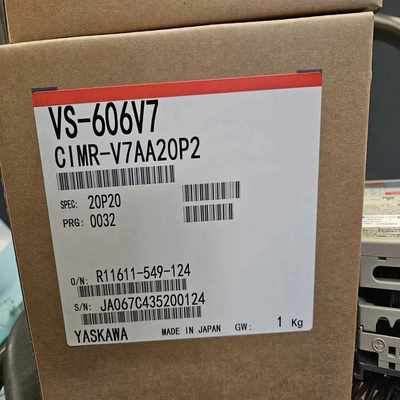 VS-606V7
CIMR-V7AA20P2
SPEC: 20P20
PRG: 0032
O/N: R11611-549-124
S/N: JA067C435200124
YASKAWA MADE IN JAPAN GW: 1 Kg